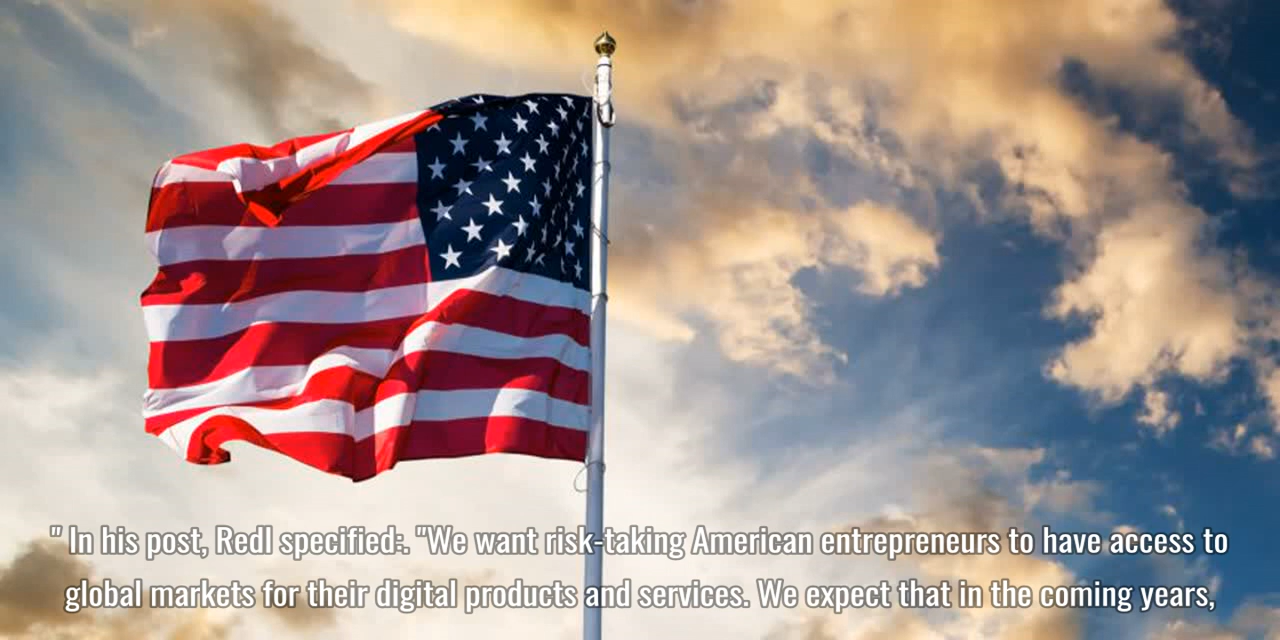 " In his post, Redl specified:. "We want risk-taking American entrepreneurs to have access to
global markets for their digital products and services. We expect that in the coming years,